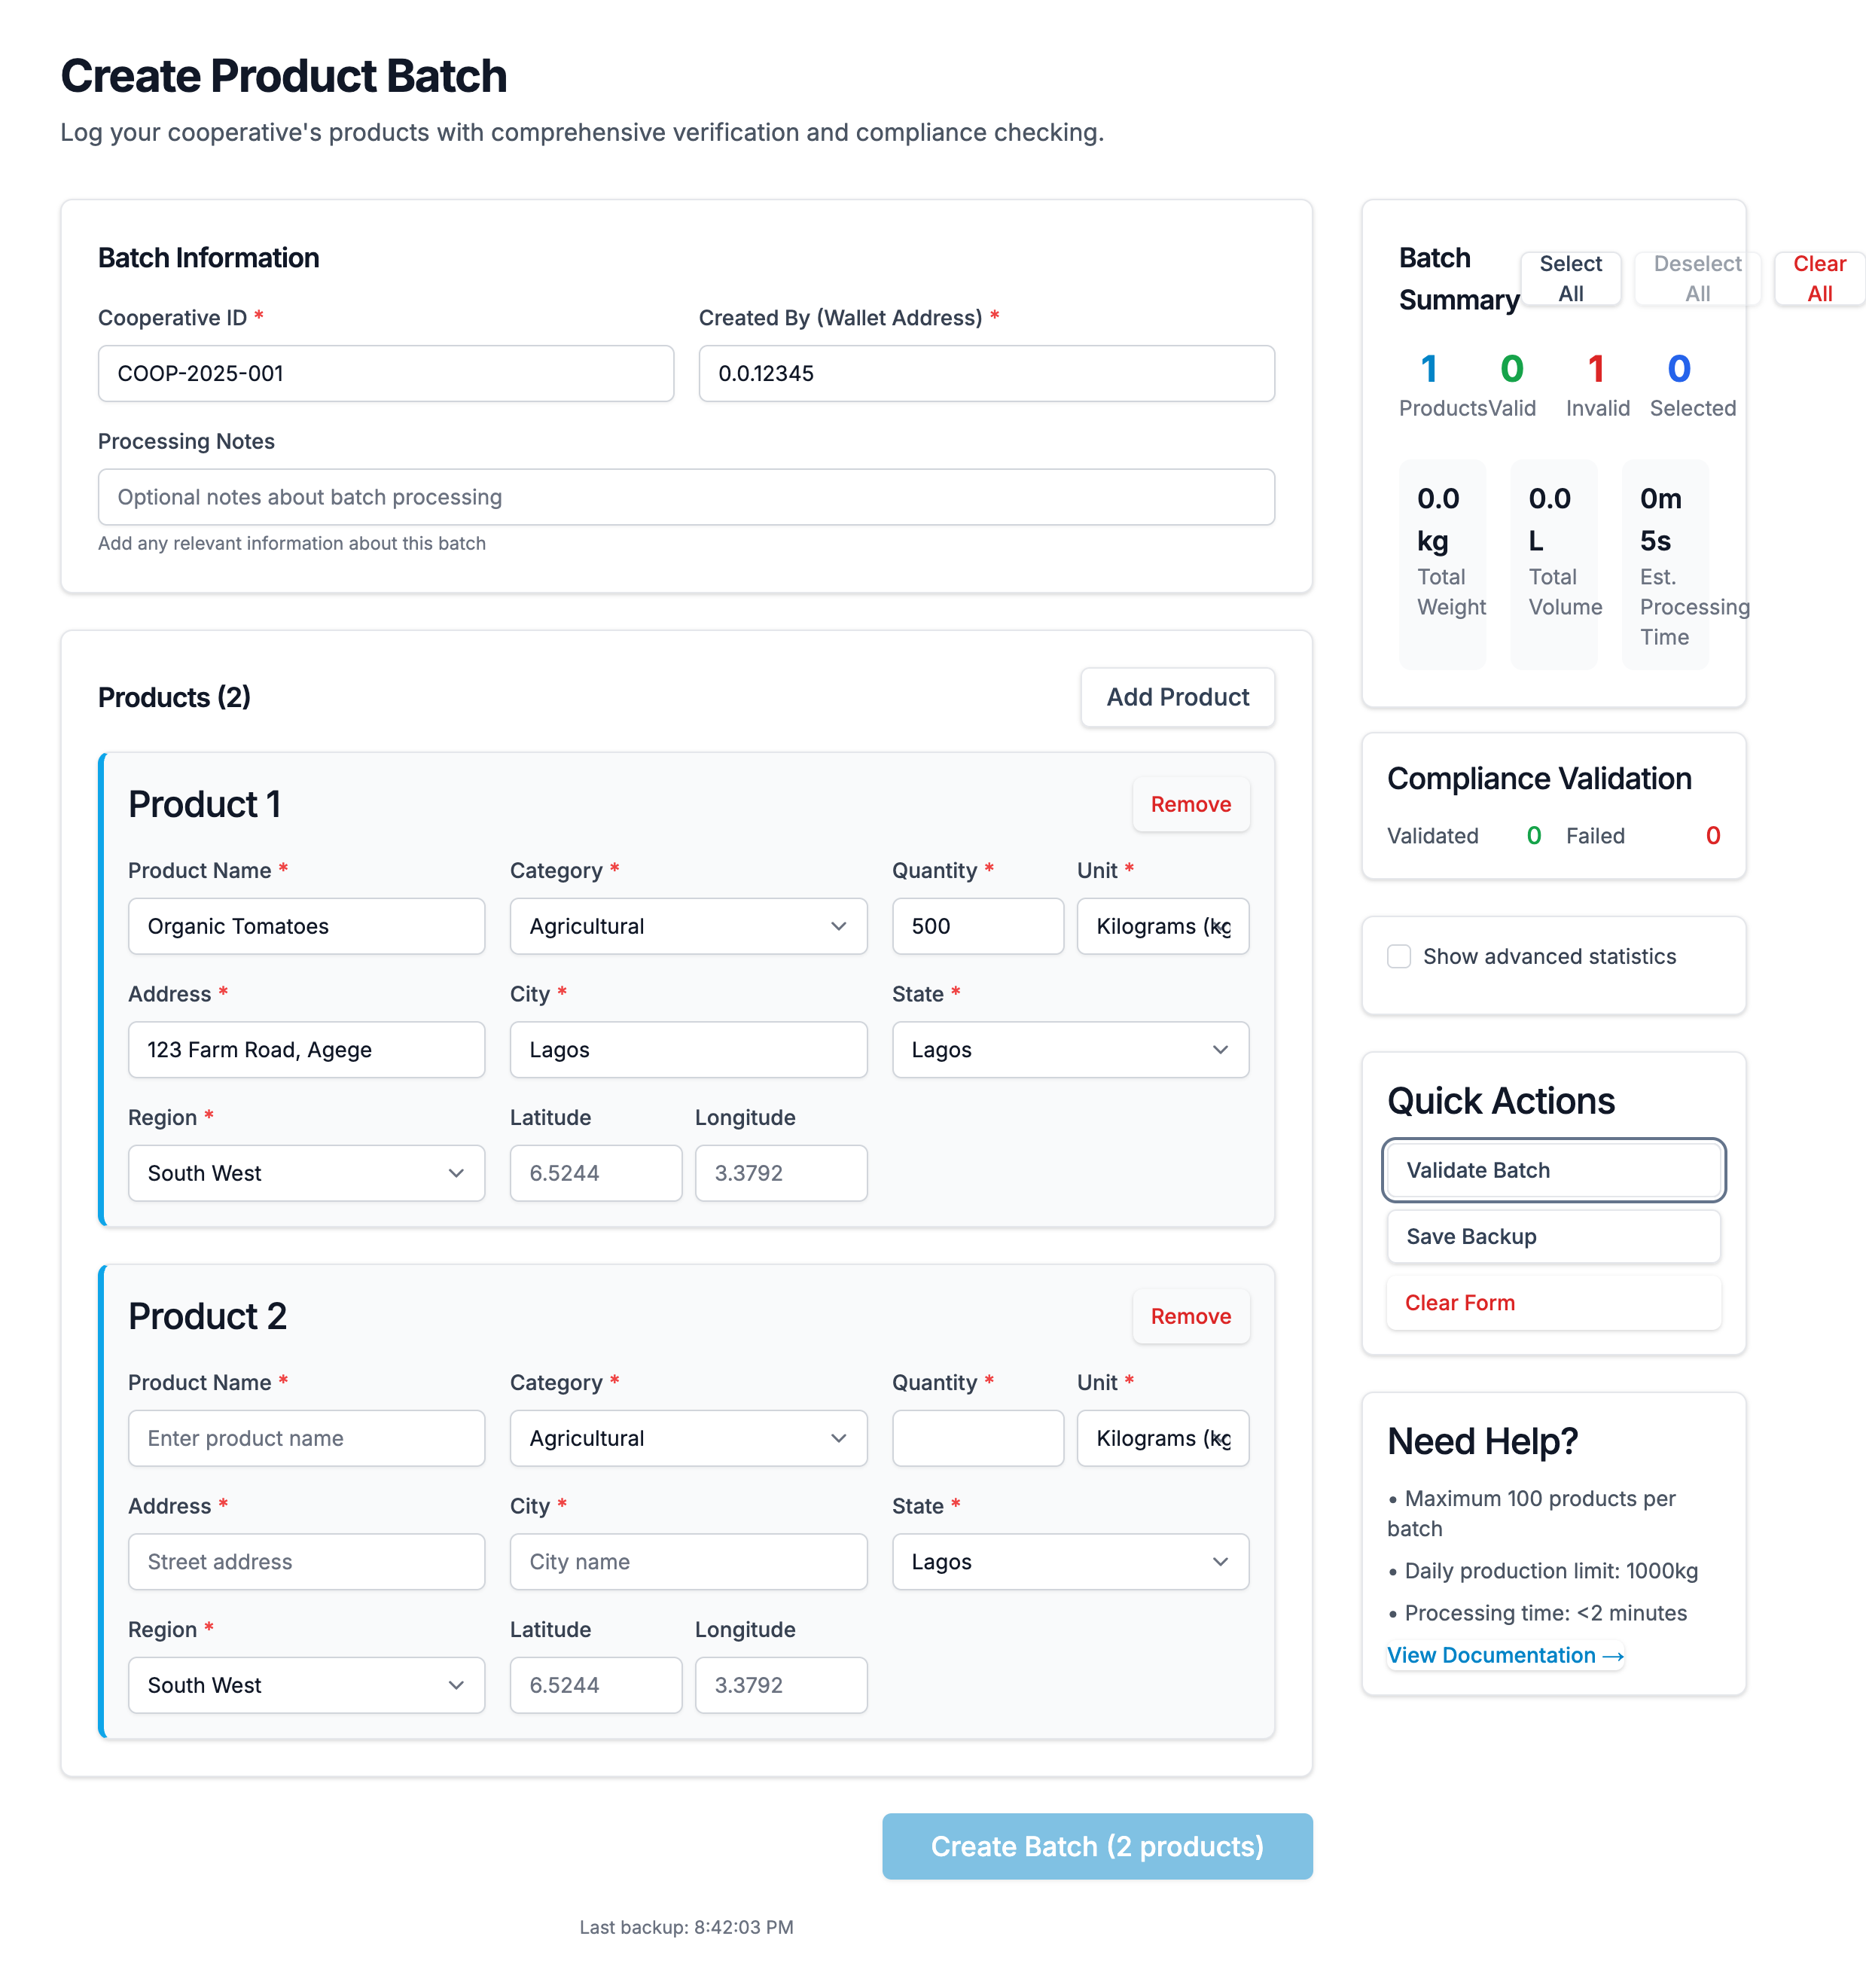 Create Product Batch
Log your cooperative's products with comprehensive verification and compliance checking.
Batch Information
Cooperative ID *
Created By (Wallet Address) *
COOP-2025-001
0.0.12345
Processing Notes
Optional notes about batch processing
Add any relevant information about this batch
Products (2)
Add Product
Product 1
Remove
Product Name *
Category *
Quantity *
Unit *
Organic Tomatoes
Agricultural
500
Kilograms (kg
Address *
City *
State *
123 Farm Road, Agege
Lagos
Lagos
Region *
Latitude
Longitude
South West
6.5244
3.3792
Product 2
Remove
Product Name *
Category *
Quantity *
Unit *
Enter product name
Agricultural
Kilograms (kg
Address *
City *
State *
Street address
City name
Lagos
Region *
Latitude
Longitude
South West
6.5244
3.3792
Create Batch (2 products)
Last backup: 8:42:03 PM
Batch
Summary
Select
All
Deselect
All
Clear
All
1
Products
0
Valid
1
Invalid
0
Selected
0.0
kg
Total
Weight
0.0
L
Total
Volume
0m
5s
Est.
Processing
Time
Compliance Validation
Validated 0 Failed 0
Show advanced statistics
Quick Actions
Validate Batch
Save Backup
Clear Form
Need Help?
• Maximum 100 products per
batch
• Daily production limit: 1000kg
• Processing time: <2 minutes
View Documentation →